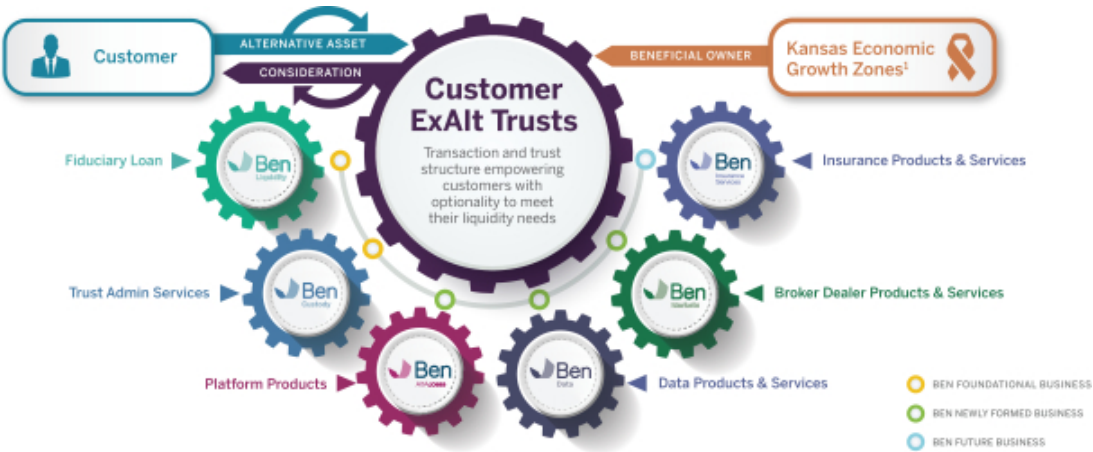 Customer
ALTERNATIVE ASSET
CONSIDERATION
Customer
ExAlt Trusts
Transaction and trust
structure empowering
customers with
optionality to meet
their liquidity needs
BENEFICIAL OWNER
Kansas Economic
Growth Zones¹
Fiduciary Loan
Ben
Liquidity
Ben
Insurance
Services
Insurance Products & Services
Trust Admin Services
Ben
Custody
Ben
Markets
Broker Dealer Products & Services
Platform Products
Ben
AltAccess
Ben
Data
Data Products & Services
BEN FOUNDATIONAL BUSINESS
BEN NEWLY FORMED BUSINESS
BEN FUTURE BUSINESS